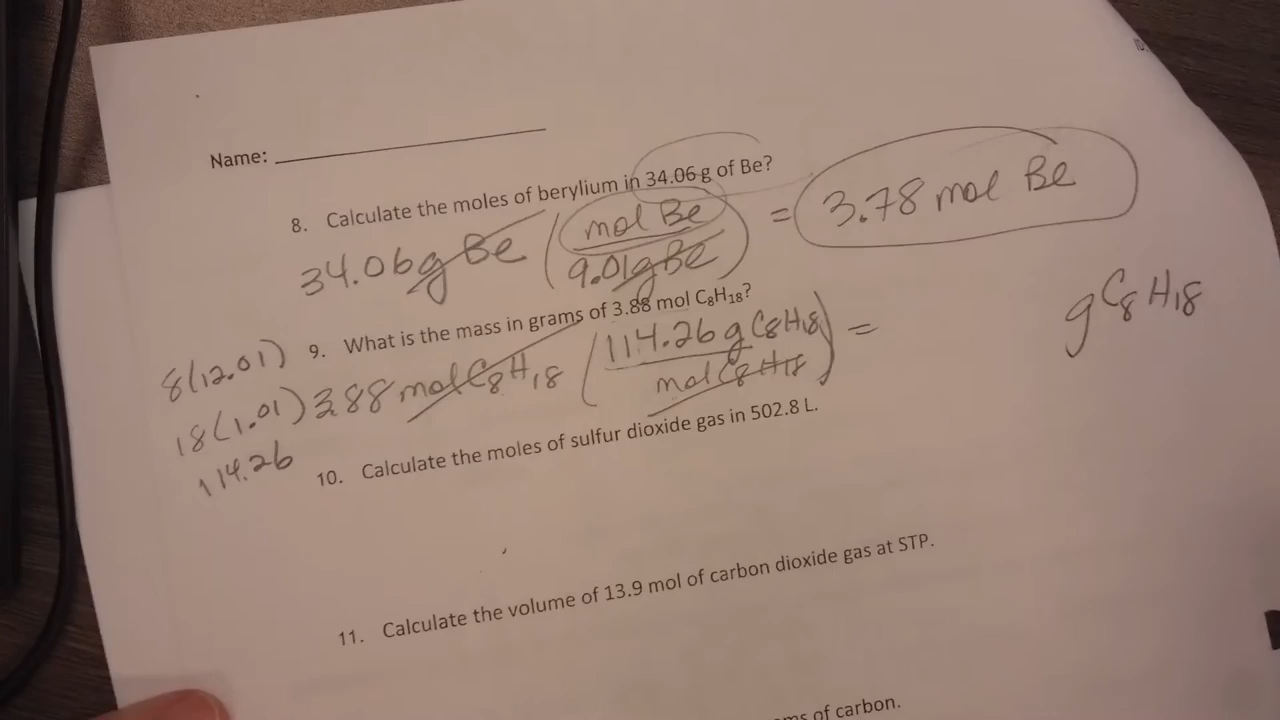 Name:
8. Calculate the moles of berylium in 34.06 g of Be?
34.06g Be (mol Be / 9.01g Be) = 3.78 mol Be
9. What is the mass in grams of 3.88 mol C₈H₁₈?
8(12.01)
18(1.01)
114.26
3.88 mol C₈H₁₈ (114.26 g C₈H₁₈ / mol C₈H₁₈) = g C₈H₁₈
10. Calculate the moles of sulfur dioxide gas in 502.8 L.
11. Calculate the volume of 13.9 mol of carbon dioxide gas at STP.
of carbon.